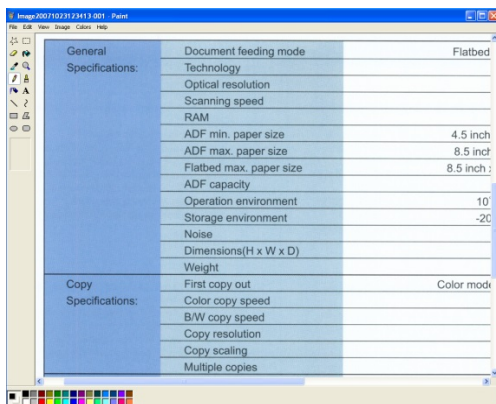 Image20071023123413-001 - Paint
File Edit View Image Colors Help
General Document feeding mode Flatbed
Specifications: Technology
Optical resolution
Scanning speed
RAM
ADF min. paper size 4.5 inch
ADF max. paper size 8.5 inch
Flatbed max. paper size 8.5 inch x
ADF capacity
Operation environment 10°
Storage environment -20
Noise
Dimensions(H x W x D)
Weight
Copy First copy out Color mode
Specifications: Color copy speed
B/W copy speed
Copy resolution
Copy scaling
Multiple copies